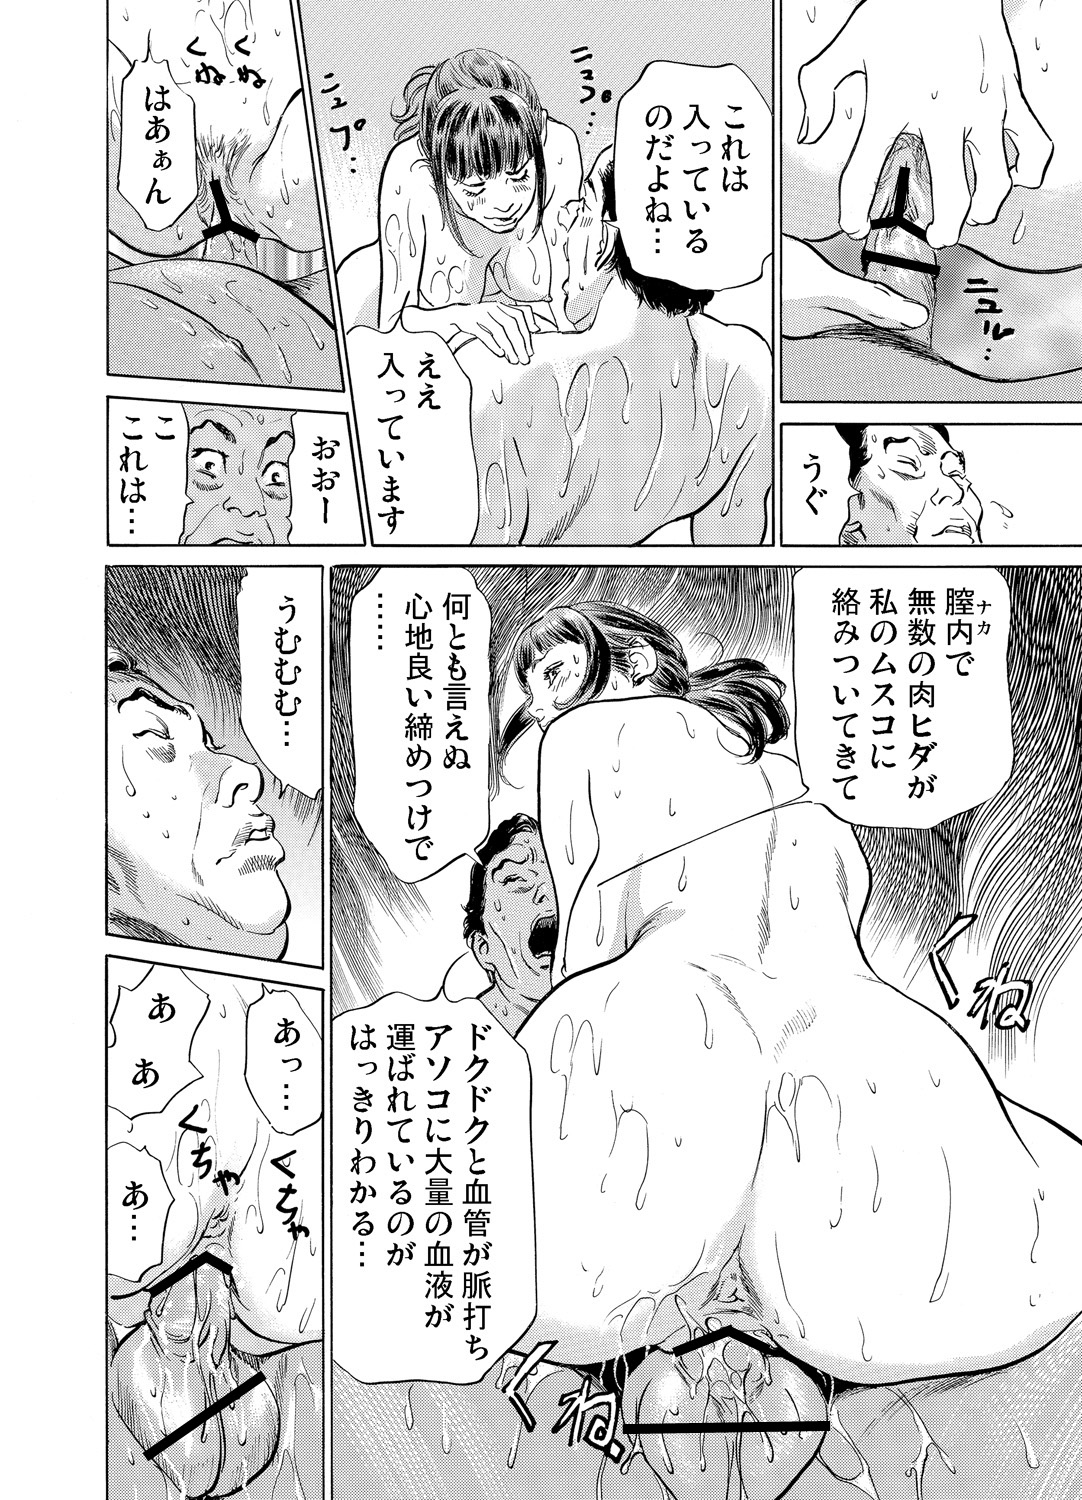 ニュル…
これは
入っている
のだよね…
ニュプ…
ニュプ…
ええ
入っています
くぬ
くぬ
はあぁん
うぐ
おおー
こ
これは…
膣内で
ナカ
無数の肉ヒダが
私のムスコに
絡みついてきて
何とも言えぬ
心地良い締めつけで
……
くね
ドクドクと血管が脈打ち
アソコに大量の血液が
運ばれているのが
はっきりわかる…
くね
うむむむ…
あっ…
あ
あ
あ…
くちゃ
くちゃ